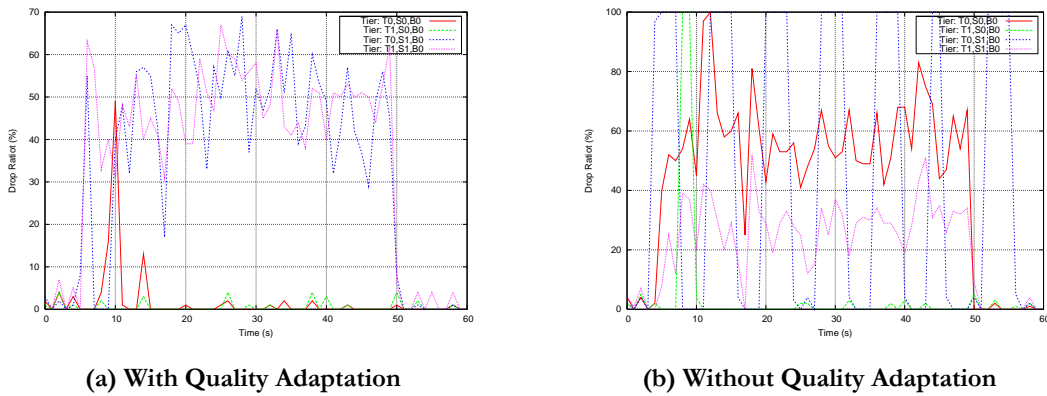 Tier: T0,S0,B0
Tier: T1,S0,B0
Tier: T0,S1,B0
Tier: T1,S1,B0
70
60
50
40
30
20
10
0
Drop Ratiot (%)
0 10 20 30 40 50 60
Time (s)
(a) With Quality Adaptation
Tier: T0,S0,B0
Tier: T1,S0,B0
Tier: T0,S1,B0
Tier: T1,S1,B0
100
80
60
40
20
0
Drop Ratiot (%)
0 10 20 30 40 50 60
Time (s)
(b) Without Quality Adaptation